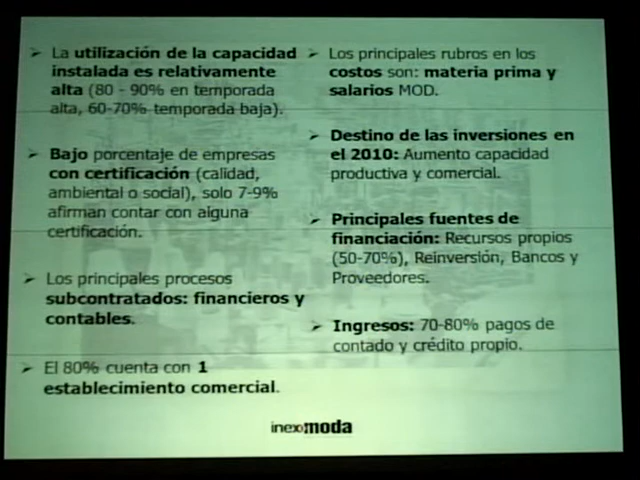 ➢ La utilización de la capacidad
instalada es relativamente
alta (80 - 90% en temporada
alta, 60-70% temporada baja).
➢ Bajo porcentaje de empresas
con certificación (calidad,
ambiental o social), solo 7-9%
afirman contar con alguna
certificación.
➢ Los principales procesos
subcontratados: financieros y
contables.
➢ El 80% cuenta con 1
establecimiento comercial.
➢ Los principales rubros en los
costos son: materia prima y
salarios MOD.
➢ Destino de las inversiones en
el 2010: Aumento capacidad
productiva y comercial.
➢ Principales fuentes de
financiación: Recursos propios
(50-70%), Reinversión, Bancos y
Proveedores.
➢ Ingresos: 70-80% pagos de
contado y crédito propio.
inexmoda